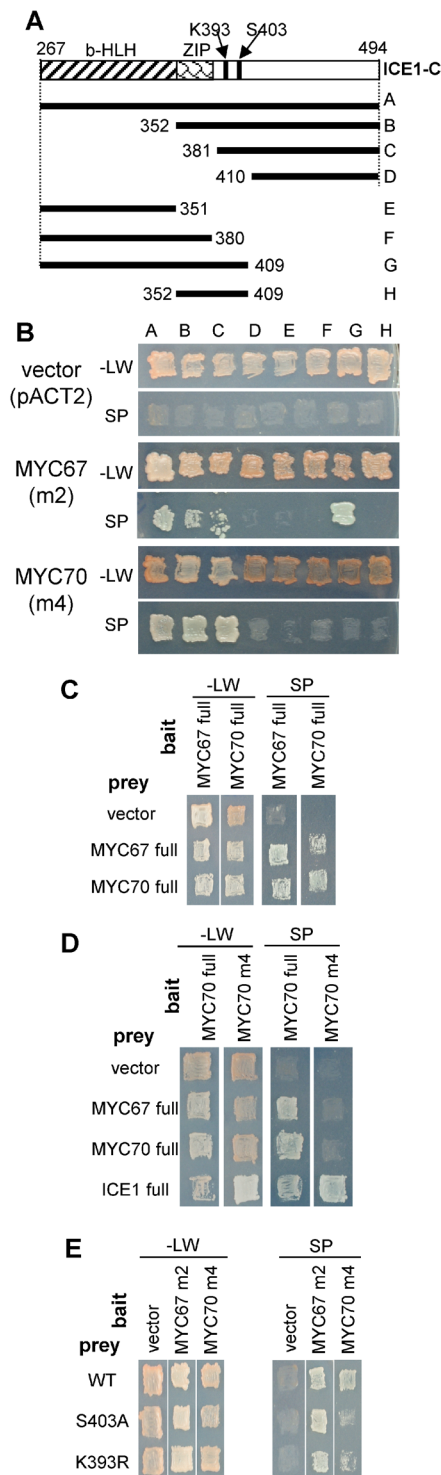 A
K393 S403
267 b-HLH ZIP 494
ICE1-C
A
352 B
381 C
410 D
351 E
380 F
409 G
352 409 H
B
A B C D E F G H
vector (pACT2)
-LW
SP
MYC67 (m2)
-LW
SP
MYC70 (m4)
-LW
SP
C
-LW SP
bait
MYC67 full
MYC70 full
MYC67 full
MYC70 full
prey
vector
MYC67 full
MYC70 full
D
-LW SP
bait
MYC70 full
MYC70 m4
MYC70 full
MYC70 m4
prey
vector
MYC67 full
MYC70 full
ICE1 full
E
-LW SP
bait
vector
MYC67 m2
MYC70 m4
vector
MYC67 m2
MYC70 m4
prey
WT
S403A
K393R